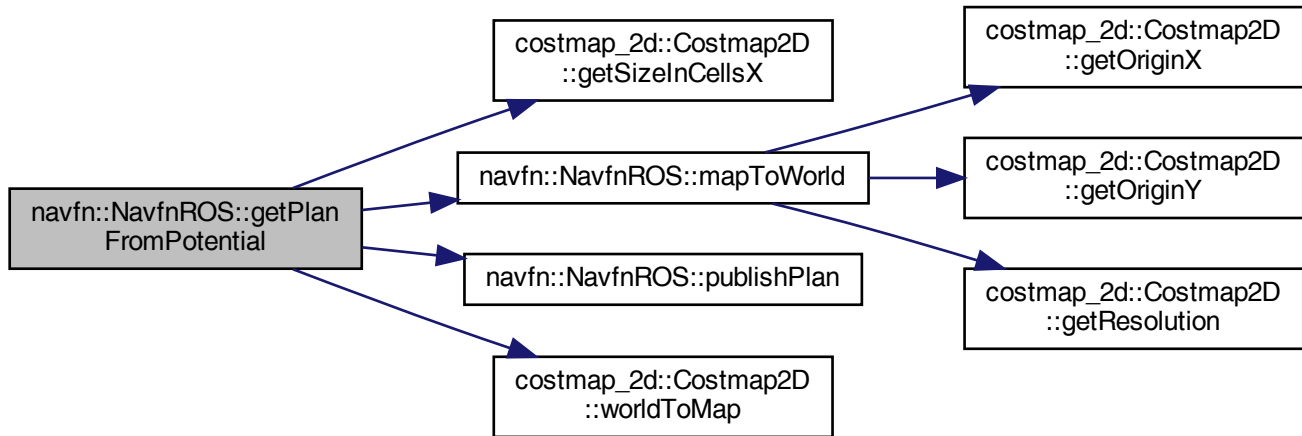 navfn::NavfnROS::getPlan
FromPotential
costmap_2d::Costmap2D
::getSizeInCellsX
navfn::NavfnROS::mapToWorld
navfn::NavfnROS::publishPlan
costmap_2d::Costmap2D
::worldToMap
costmap_2d::Costmap2D
::getOriginX
costmap_2d::Costmap2D
::getOriginY
costmap_2d::Costmap2D
::getResolution